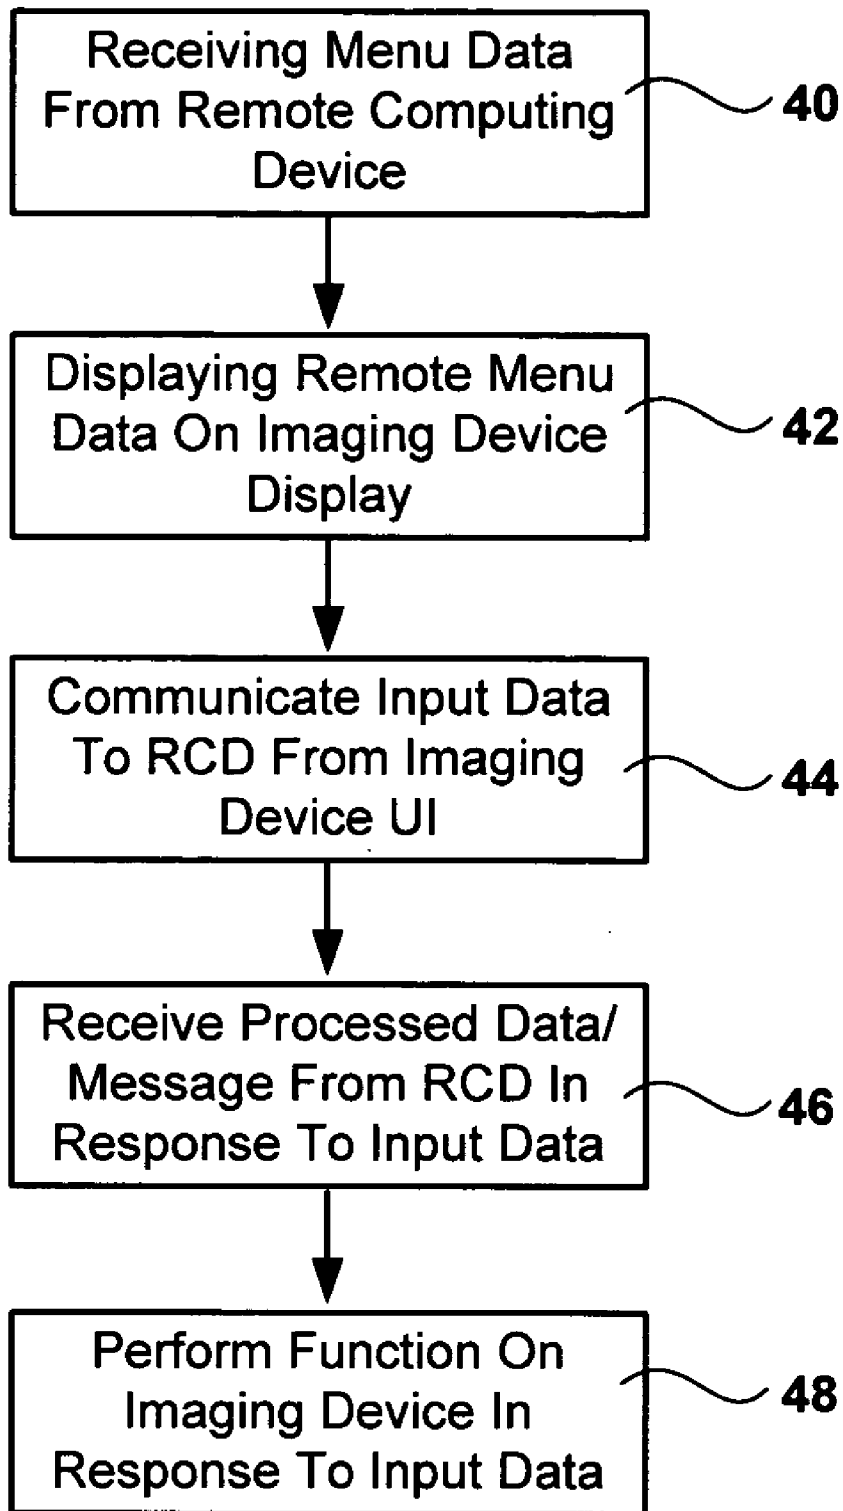 Receiving Menu Data
From Remote Computing
Device
40
Displaying Remote Menu
Data On Imaging Device
Display
42
Communicate Input Data
To RCD From Imaging
Device UI
44
Receive Processed Data/
Message From RCD In
Response To Input Data
46
Perform Function On
Imaging Device In
Response To Input Data
48